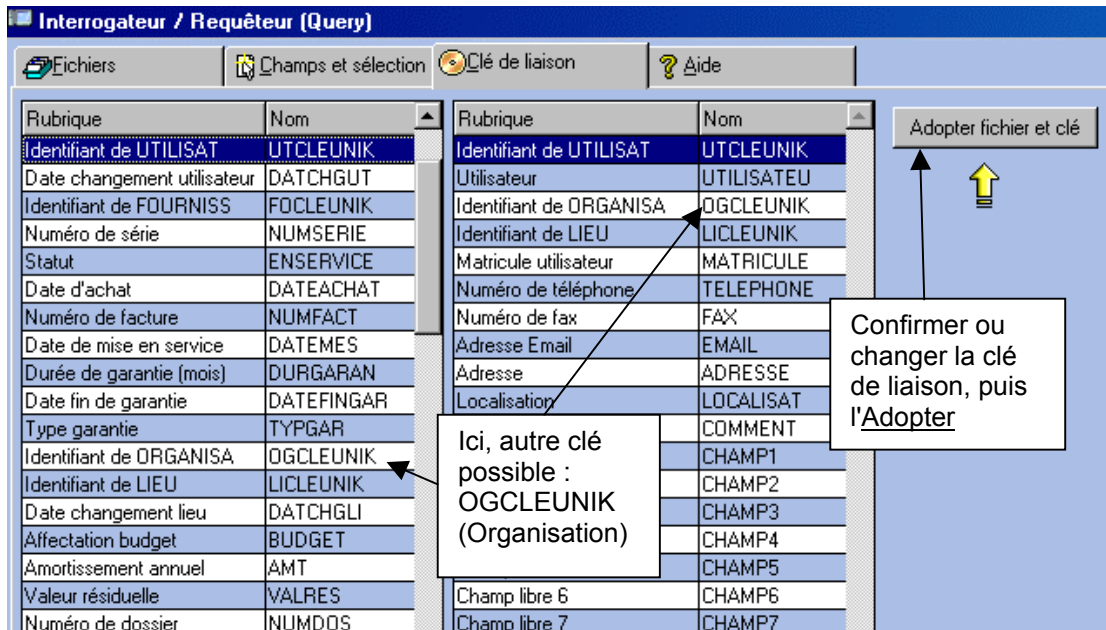 Interrogateur / Requêteur (Query)
Fichiers Champs et sélection Clé de liaison Aide
Rubrique Nom Rubrique Nom Adopter fichier et clé
Identifiant de UTILISAT UTCLEUNIK Identifiant de UTILISAT UTCLEUNIK
Date changement utilisateur DATCHGUT Utilisateur UTILISATEU
Identifiant de FOURNISS FOCLEUNIK Identifiant de ORGANISA OGCLEUNIK
Numéro de série NUMSERIE Identifiant de LIEU LICLEUNIK
Statut ENSERVICE Matricule utilisateur MATRICULE
Date d'achat DATEACHAT Numéro de téléphone TELEPHONE
Numéro de facture NUMFACT Numéro de fax FAX
Date de mise en service DATEMES Adresse Email EMAIL
Durée de garantie (mois) DURGARAN Adresse ADRESSE
Date fin de garantie DATEFINGAR Localisation LOCALISAT
Type garantie TYPGAR COMMENT
Identifiant de ORGANISA OGCLEUNIK CHAMP1
Identifiant de LIEU LICLEUNIK CHAMP2
Date changement lieu DATCHGLI CHAMP3
Affectation budget BUDGET CHAMP4
Amortissement annuel AMT CHAMP5
Valeur résiduelle VALRES Champ libre 6 CHAMP6
Numéro de dossier NUMDOS Champ libre 7 CHAMP7
Ici, autre clé
possible :
OGCLEUNIK
(Organisation)
Confirmer ou
changer la clé
de liaison, puis
l'Adopter